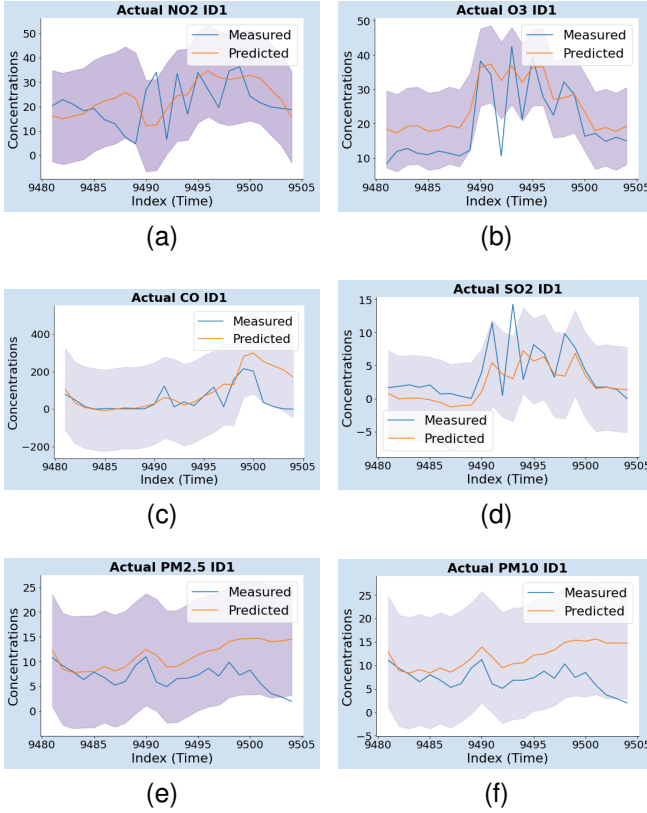 Actual NO2 ID1
Concentrations
50
40
30
20
10
0
Measured
Predicted
9480 9485 9490 9495 9500 9505
Index (Time)
(a)
Actual O3 ID1
Concentrations
50
40
30
20
10
Measured
Predicted
9480 9485 9490 9495 9500 9505
Index (Time)
(b)
Actual CO ID1
Concentrations
400
200
0
−200
Measured
Predicted
9480 9485 9490 9495 9500 9505
Index (Time)
(c)
Actual SO2 ID1
Concentrations
15
10
5
0
−5
Measured
Predicted
9480 9485 9490 9495 9500 9505
Index (Time)
(d)
Actual PM2.5 ID1
Concentrations
25
20
15
10
5
0
Measured
Predicted
9480 9485 9490 9495 9500 9505
Index (Time)
(e)
Actual PM10 ID1
Concentrations
25
20
15
10
5
0
−5
Measured
Predicted
9480 9485 9490 9495 9500 9505
Index (Time)
(f)